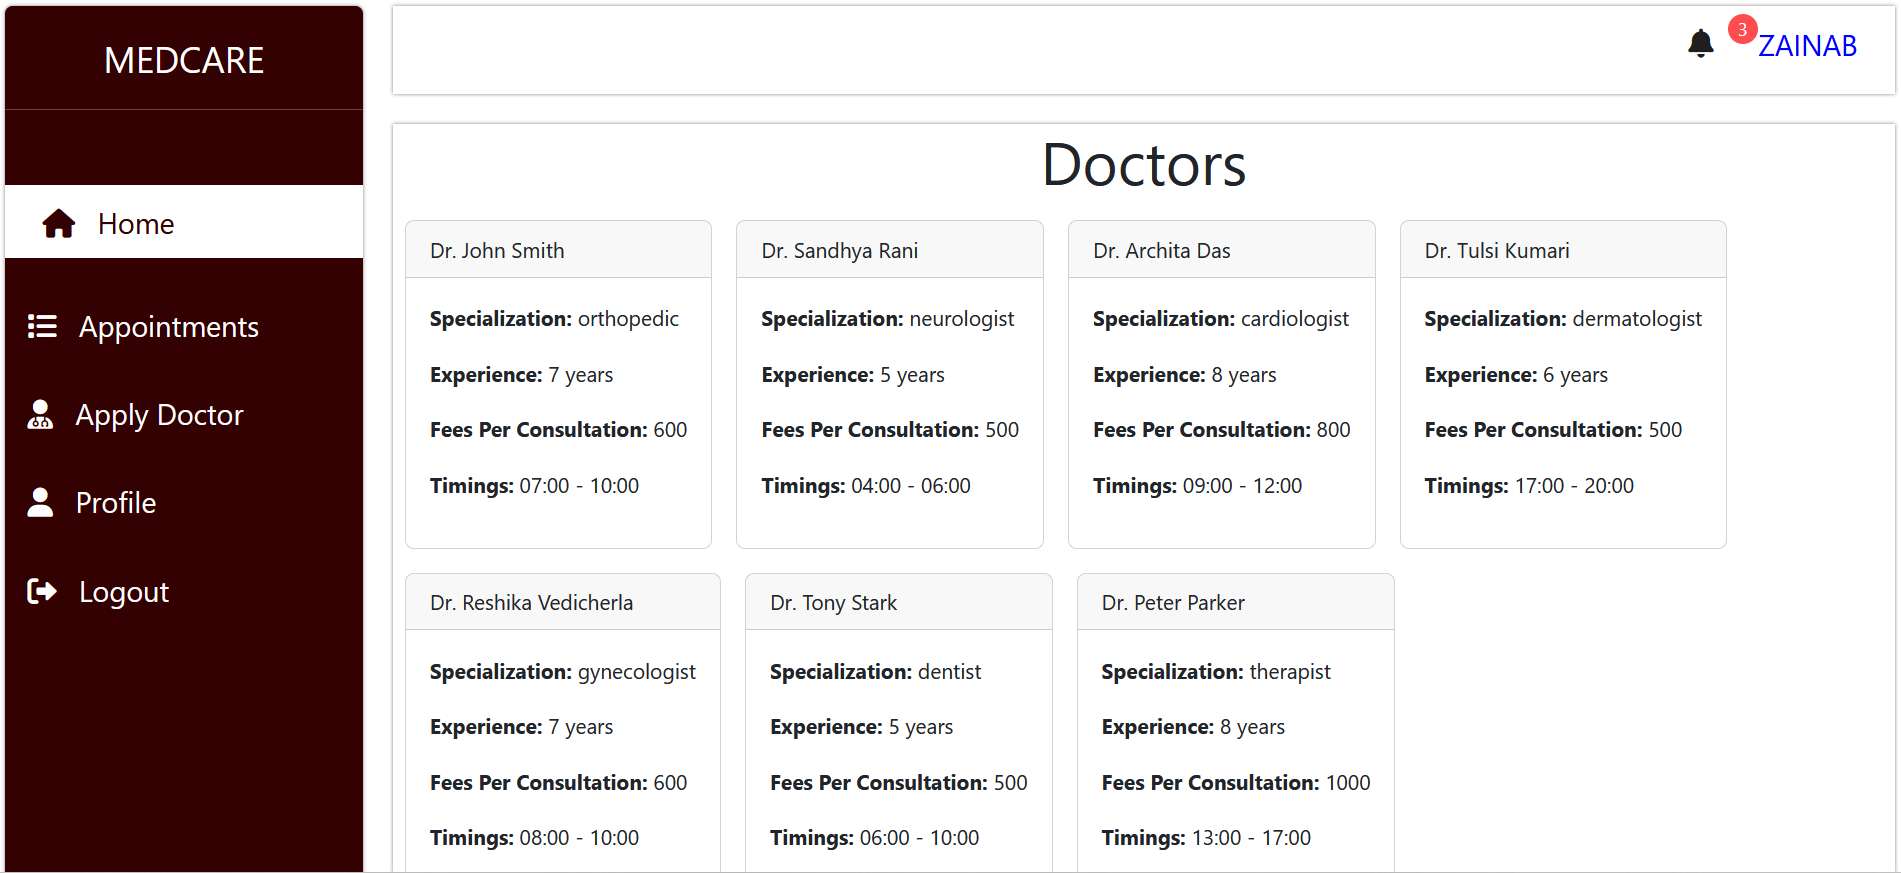 MEDCARE
Home
Appointments
Apply Doctor
Profile
Logout
3
ZAINAB
Doctors
Dr. John Smith
Specialization: orthopedic
Experience: 7 years
Fees Per Consultation: 600
Timings: 07:00 - 10:00
Dr. Sandhya Rani
Specialization: neurologist
Experience: 5 years
Fees Per Consultation: 500
Timings: 04:00 - 06:00
Dr. Archita Das
Specialization: cardiologist
Experience: 8 years
Fees Per Consultation: 800
Timings: 09:00 - 12:00
Dr. Tulsi Kumari
Specialization: dermatologist
Experience: 6 years
Fees Per Consultation: 500
Timings: 17:00 - 20:00
Dr. Reshika Vedicherla
Specialization: gynecologist
Experience: 7 years
Fees Per Consultation: 600
Timings: 08:00 - 10:00
Dr. Tony Stark
Specialization: dentist
Experience: 5 years
Fees Per Consultation: 500
Timings: 06:00 - 10:00
Dr. Peter Parker
Specialization: therapist
Experience: 8 years
Fees Per Consultation: 1000
Timings: 13:00 - 17:00